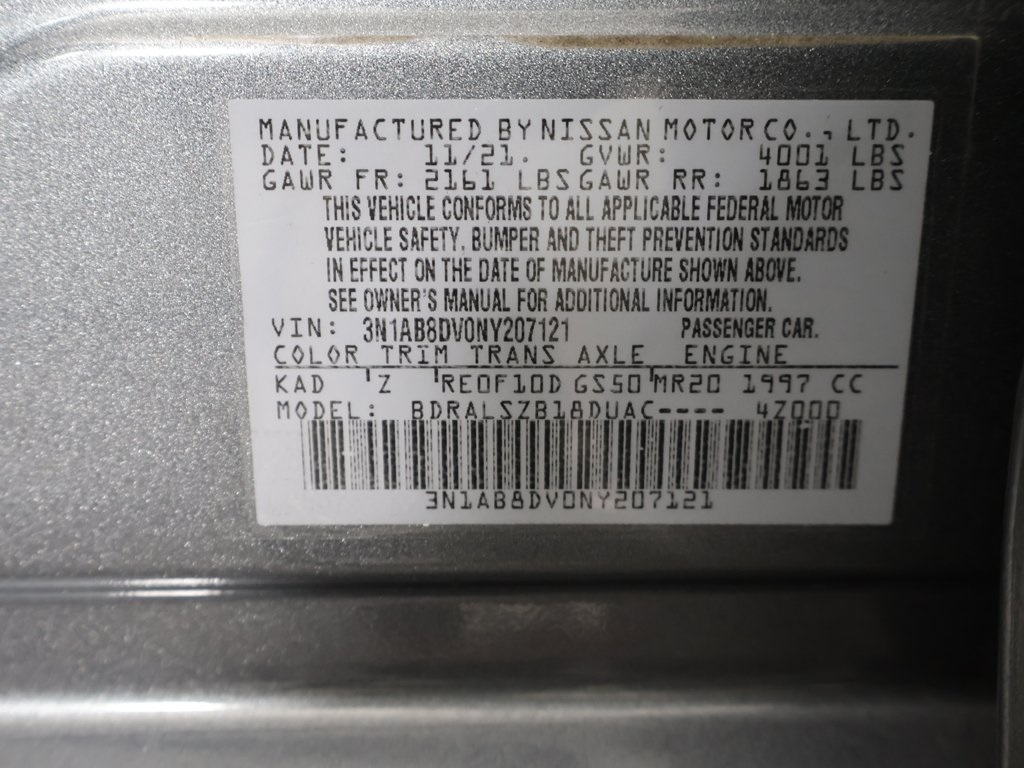 MANUFACTURED BY NISSAN MOTOR CO., LTD.
DATE: 11/21. GVWR: 4001 LBS
GAWR FR: 2161 LBS GAWR RR: 1863 LBS
THIS VEHICLE CONFORMS TO ALL APPLICABLE FEDERAL MOTOR
VEHICLE SAFETY, BUMPER AND THEFT PREVENTION STANDARDS
IN EFFECT ON THE DATE OF MANUFACTURE SHOWN ABOVE.
SEE OWNER'S MANUAL FOR ADDITIONAL INFORMATION.
VIN: 3N1AB8DV0NY207121 PASSENGER CAR.
COLOR TRIM TRANS AXLE ENGINE
KAD Z RE0F10D GS50 MR20 1997 CC
MODEL: BDRALSZB18DUAC---- 4Z000
3N1AB8DV0NY207121